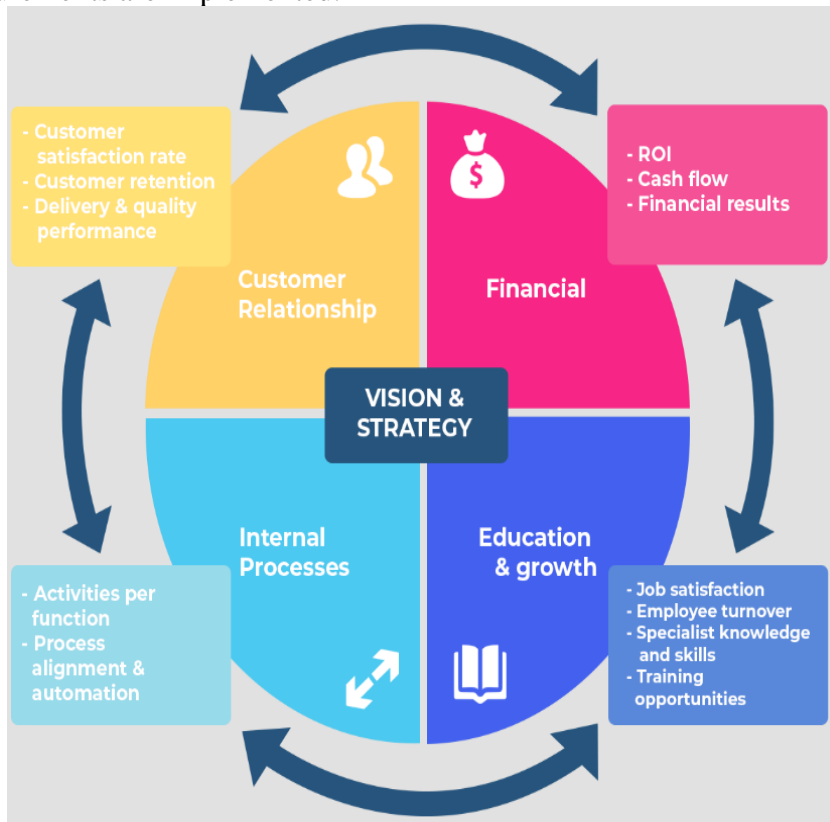 - Customer
satisfaction rate
- Customer retention
- Delivery & quality
performance
- ROI
- Cash flow
- Financial results
$
Customer
Relationship
Financial
VISION &
STRATEGY
Internal
Processes
Education
& growth
- Activities per
function
- Process
alignment &
automation
- Job satisfaction
- Employee turnover
- Specialist knowledge
and skills
- Training
opportunities